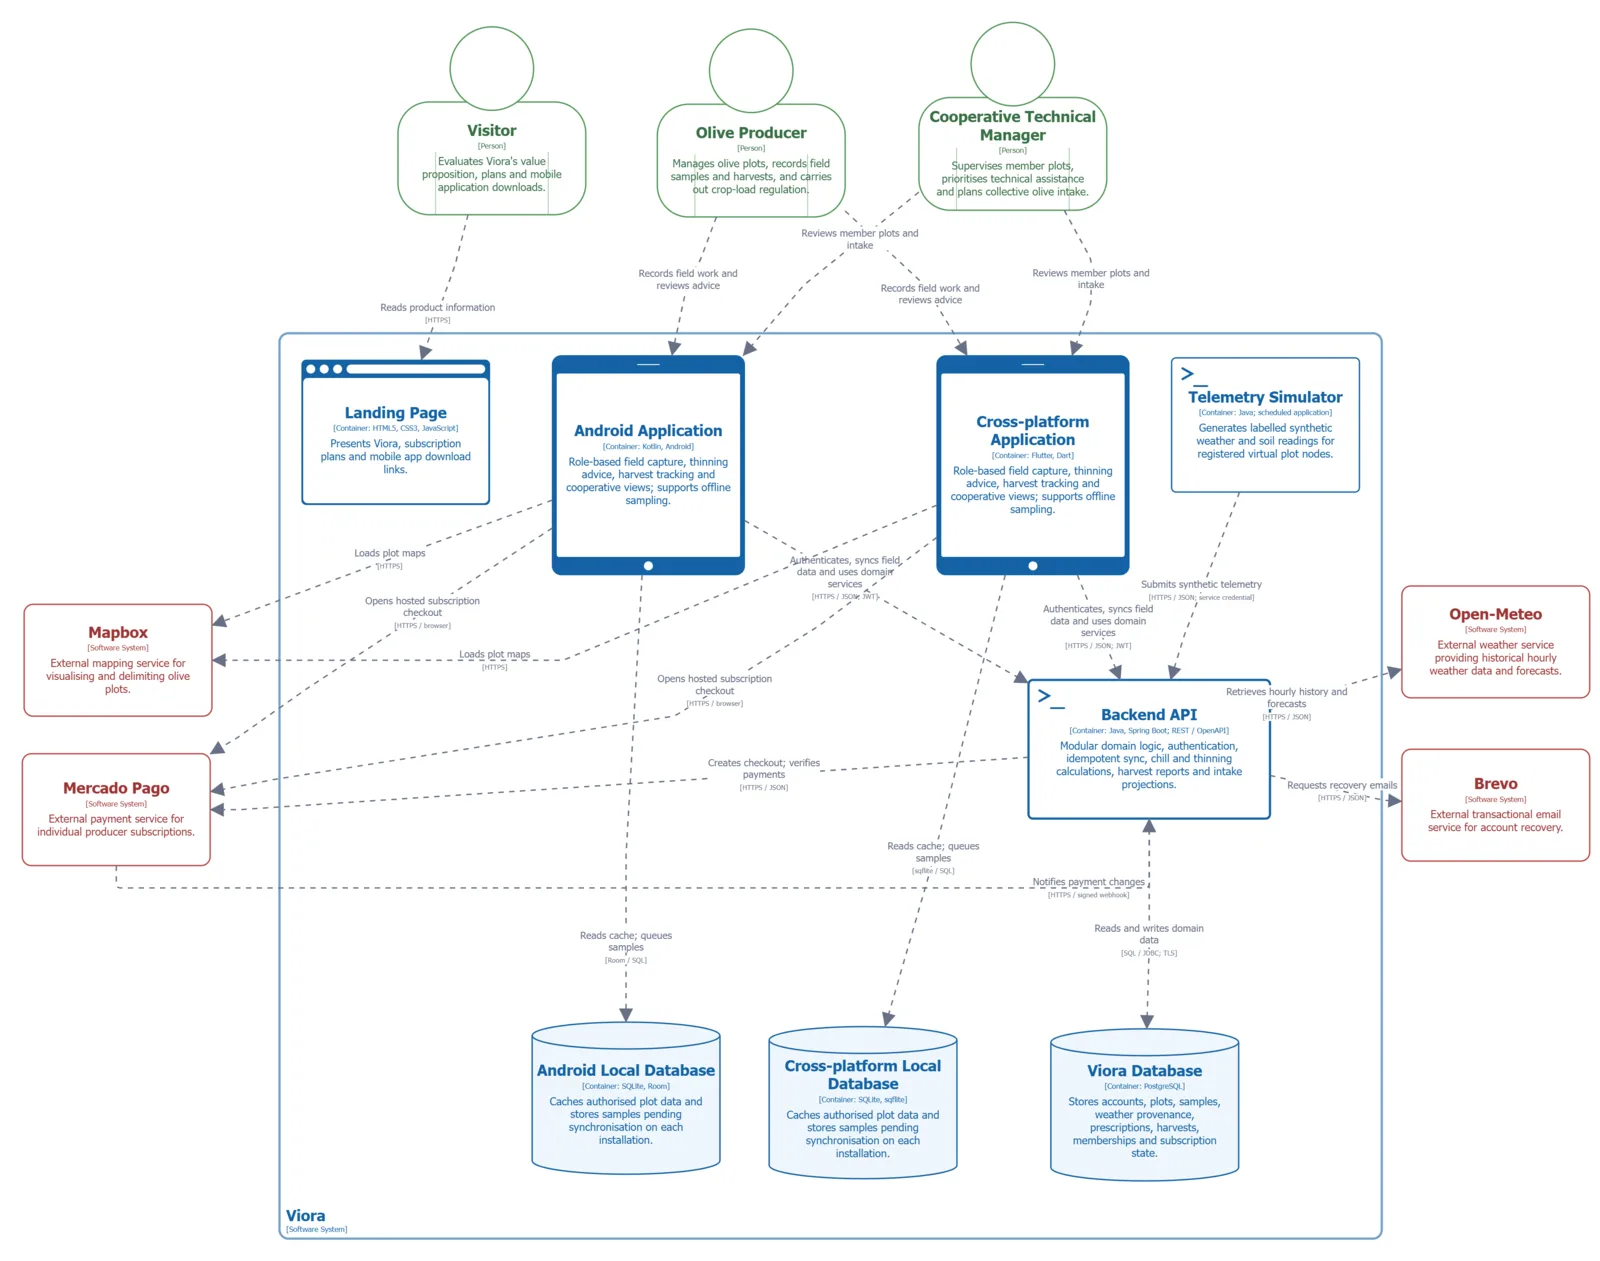 Visitor
[Person]
Evaluates Viora's value
proposition, plans and mobile
application downloads.
Olive Producer
[Person]
Manages olive plots, records field
samples and harvests, and carries
out crop-load regulation.
Cooperative Technical
Manager
[Person]
Supervises member plots,
prioritises technical assistance
and plans collective olive intake.
Reviews member plots and
intake
Records field work and
reviews advice
Reviews member plots and
intake
Records field work and
reviews advice
Reads product information
[HTTPS]
Landing Page
[Container: HTML5, CSS3, JavaScript]
Presents Viora, subscription
plans and mobile app download
links.
Android Application
[Container: Kotlin, Android]
Role-based field capture, thinning
advice, harvest tracking and
cooperative views; supports offline
sampling.
Cross-platform
Application
[Container: Flutter, Dart]
Role-based field capture, thinning
advice, harvest tracking and
cooperative views; supports offline
sampling.
Telemetry Simulator
[Container: Java; scheduled application]
Generates labelled synthetic
weather and soil readings for
registered virtual plot nodes.
Loads plot maps
[HTTPS]
Authenticates, syncs field
data and uses domain
services
[HTTPS / JSON; JWT]
Submits synthetic telemetry
[HTTPS / JSON; service credential]
Opens hosted subscription
checkout
[HTTPS / browser]
Authenticates, syncs field
data and uses domain
services
[HTTPS / JSON; JWT]
Mapbox
[Software System]
External mapping service for
visualising and delimiting olive
plots.
Loads plot maps
[HTTPS]
Open-Meteo
[Software System]
External weather service
providing historical hourly
weather data and forecasts.
Opens hosted subscription
checkout
[HTTPS / browser]
Retrieves hourly history and
forecasts
[HTTPS / JSON]
Backend API
[Container: Java, Spring Boot; REST / OpenAPI]
Modular domain logic, authentication,
idempotent sync, chill and thinning
calculations, harvest reports and intake
projections.
Mercado Pago
[Software System]
External payment service for
individual producer subscriptions.
Creates checkout; verifies
payments
[HTTPS / JSON]
Requests recovery emails
[HTTPS / JSON]
Brevo
[Software System]
External transactional email
service for account recovery.
Reads cache; queues
samples
[sqflite / SQL]
Notifies payment changes
[HTTPS / signed webhook]
Reads cache; queues
samples
[Room / SQL]
Reads and writes domain
data
[SQL / JDBC; TLS]
Android Local Database
[Container: SQLite, Room]
Caches authorised plot data and
stores samples pending
synchronisation on each
installation.
Cross-platform Local
Database
[Container: SQLite, sqflite]
Caches authorised plot data and
stores samples pending
synchronisation on each
installation.
Viora Database
[Container: PostgreSQL]
Stores accounts, plots, samples,
weather provenance,
prescriptions, harvests,
memberships and subscription
state.
Viora
[Software System]